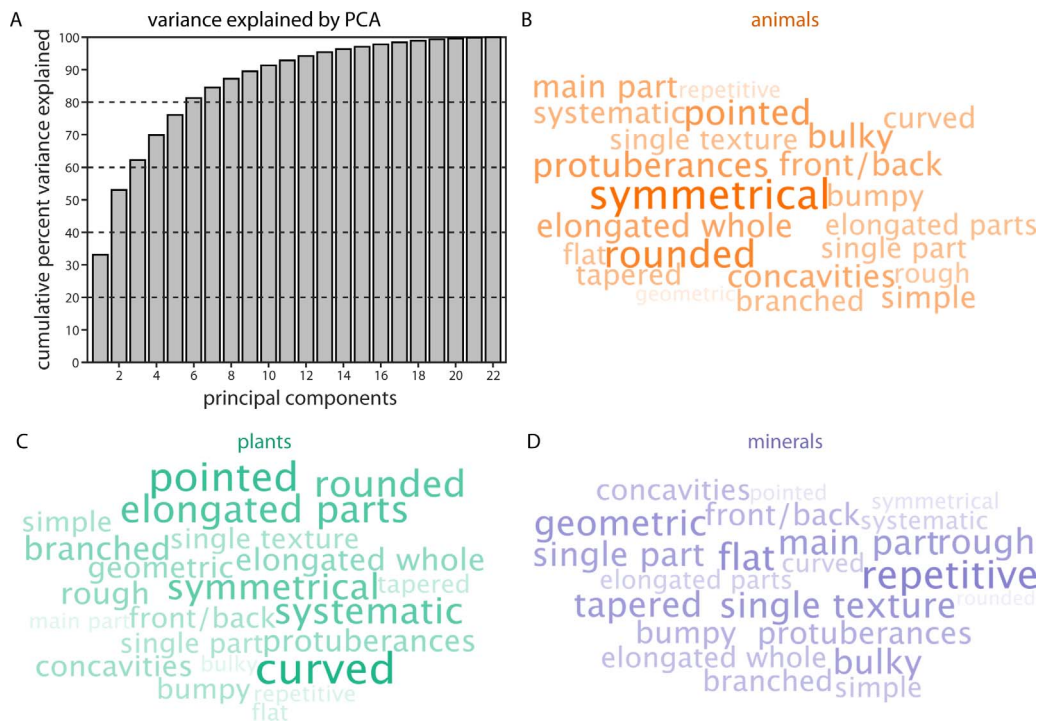 A
variance explained by PCA
cumulative percent variance explained
100
90
80
70
60
50
40
30
20
10
0
2 4 6 8 10 12 14 16 18 20 22
principal components
B
animals
main part repetitive
systematic pointed curved
single texture bulky
protuberances front/back
symmetrical bumpy
elongated whole elongated parts
flat rounded single part
tapered concavities rough
geometric branched simple
C
plants
pointed rounded
elongated parts
simple
branched single texture
geometric elongated whole
rough symmetrical tapered
main part front/back systematic
single part protuberances
concavities bulky curved
bumpy repetitive
flat
D
minerals
concavities pointed symmetrical
geometric front/back systematic
single part flat main part rough
elongated parts curved repetitive
tapered single texture rounded
bumpy protuberances
elongated whole bulky
branched simple